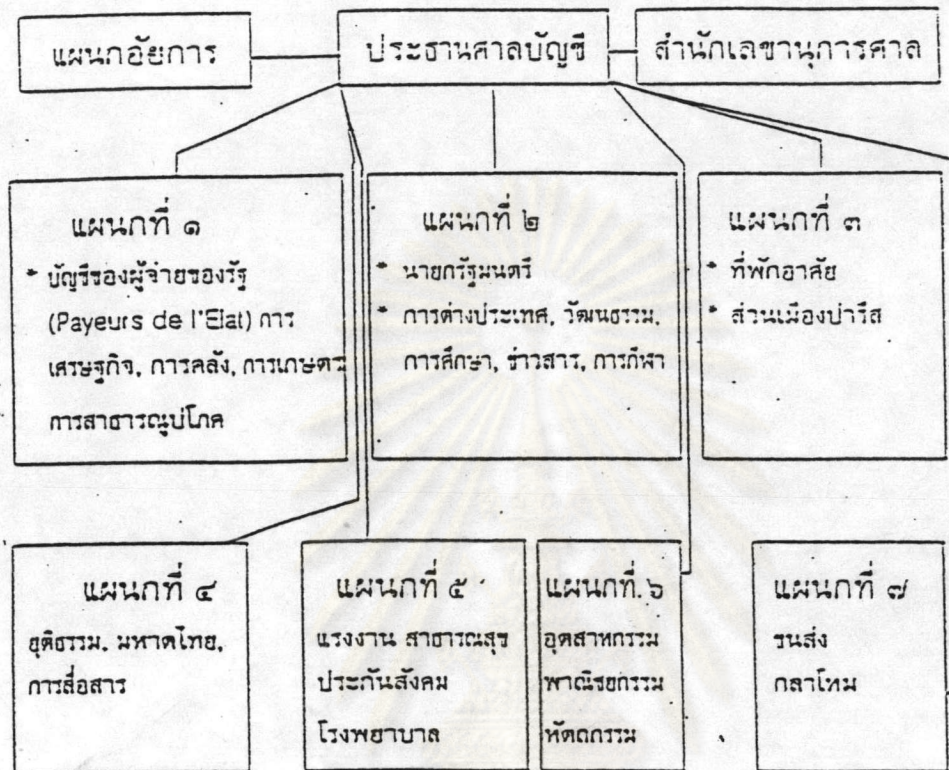 แผนกอัยการ
ประธานศาลบัญชี
สำนักเลขานุการศาล
แผนกที่ ๑
* บัญชีของผู้จ่ายของรัฐ
(Payeurs de l'Etat) การ
เศรษฐกิจ, การคลัง, การเกษตร
การสาธารณูปโภค
แผนกที่ ๒
* นายกรัฐมนตรี
* การต่างประเทศ, วัฒนธรรม,
การศึกษา, ข่าวสาร, การกีฬา
แผนกที่ ๓
* ที่พักอาศัย
* ส่วนเมืองปารีส
แผนกที่ ๔
ยุติธรรม, มหาดไทย,
การสื่อสาร
แผนกที่ ๕
แรงงาน สาธารณสุข
ประกันสังคม
โรงพยาบาล
แผนกที่. ๖
อุตสาหกรรม
พาณิชยกรรม
หัตถกรรม
แผนกที่ ๗
ขนส่ง
กลาโหม